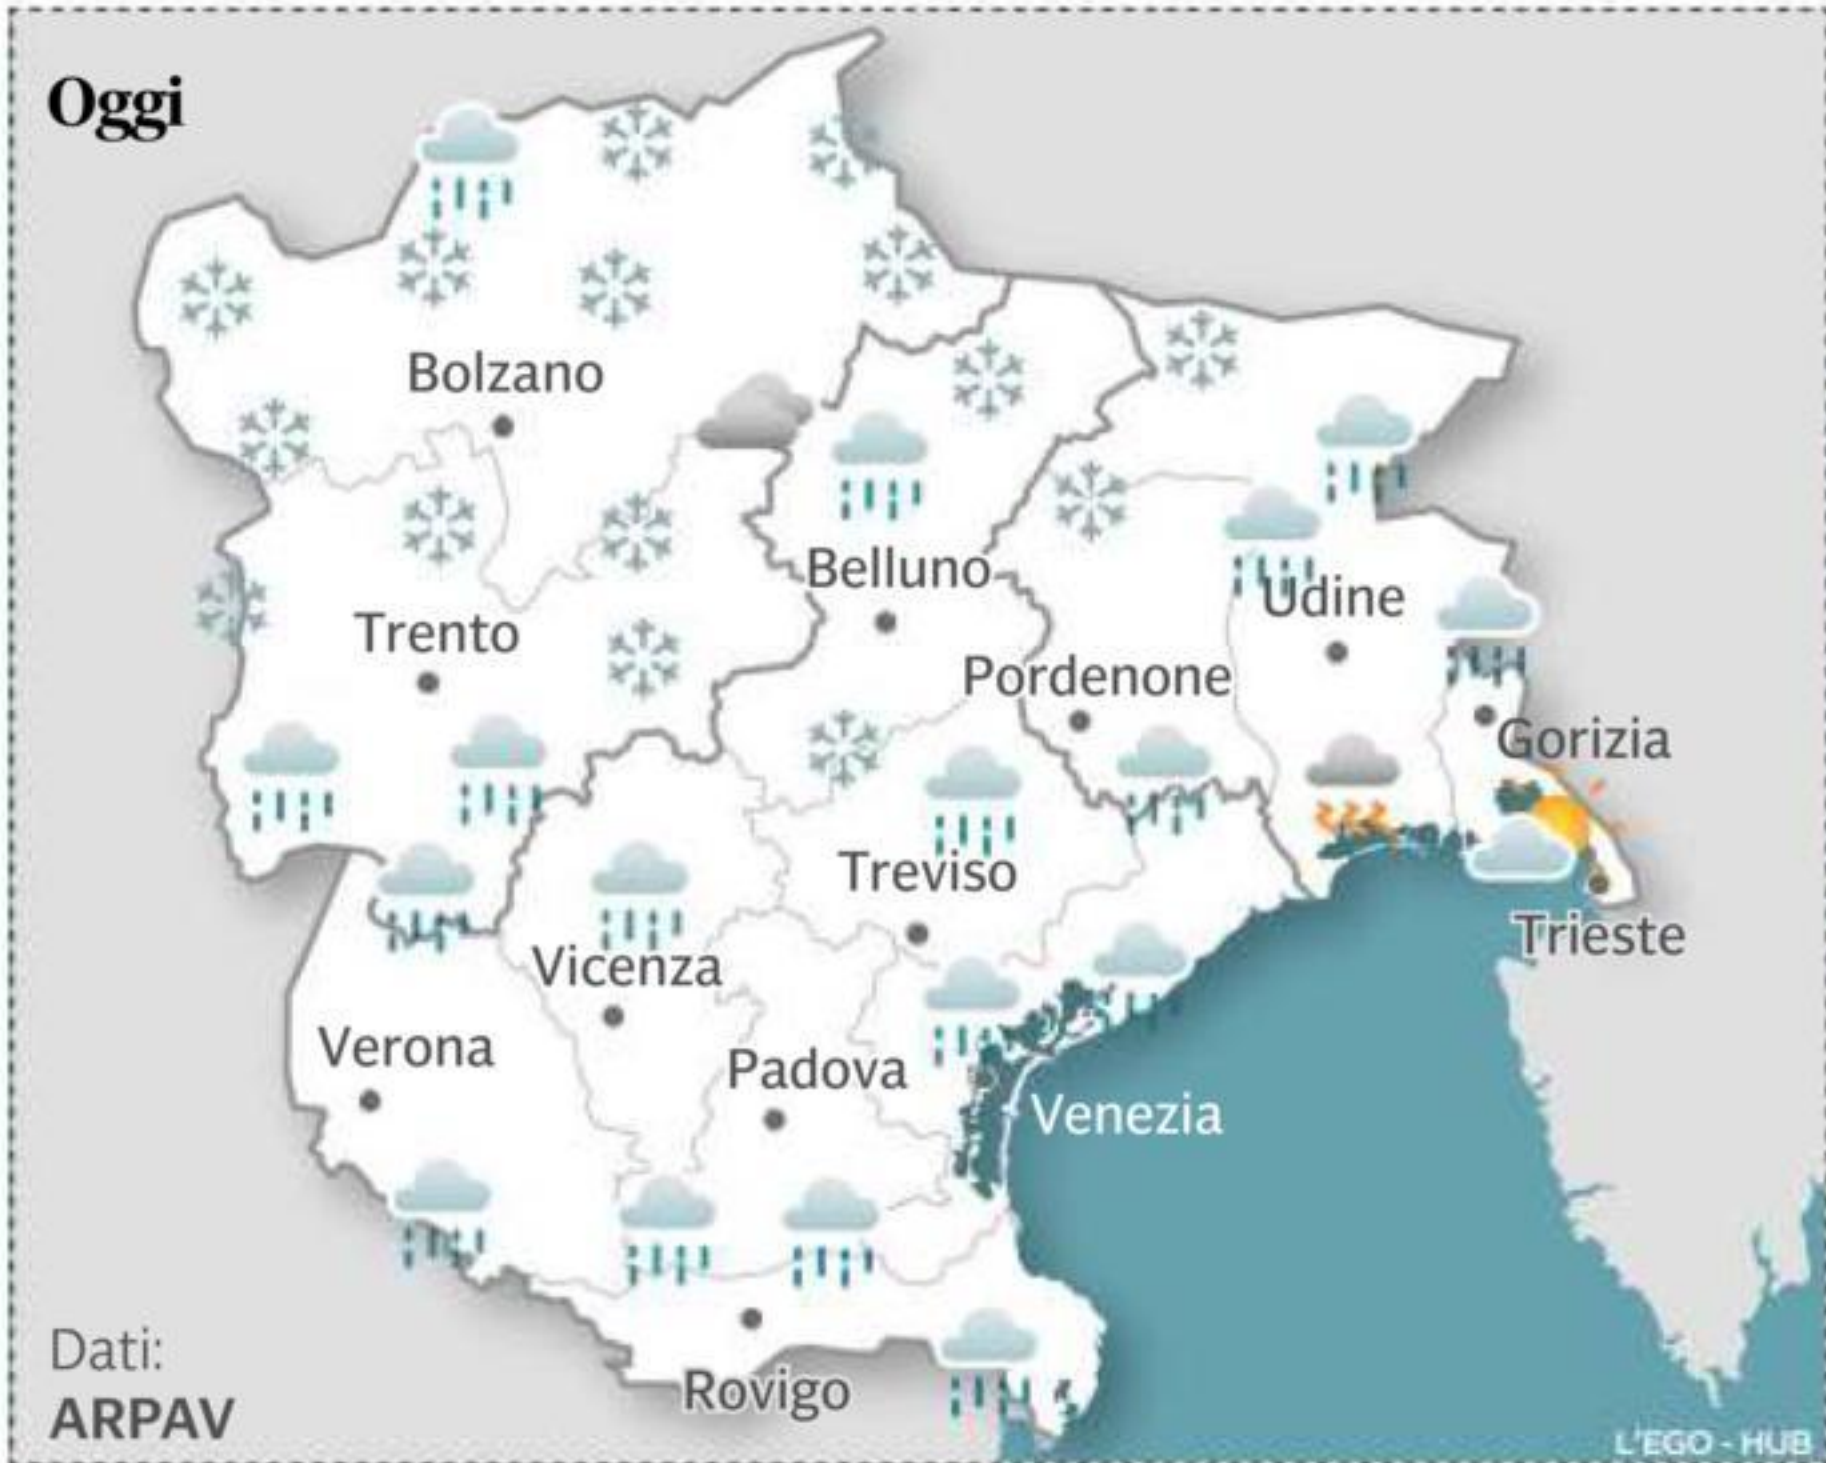 Oggi
Bolzano
Belluno
Udine
Trento
Pordenone
Gorizia
Treviso
Trieste
Vicenza
Verona
Padova
Venezia
Dati:
ARPAV
Rovigo
L'EGO - HUB